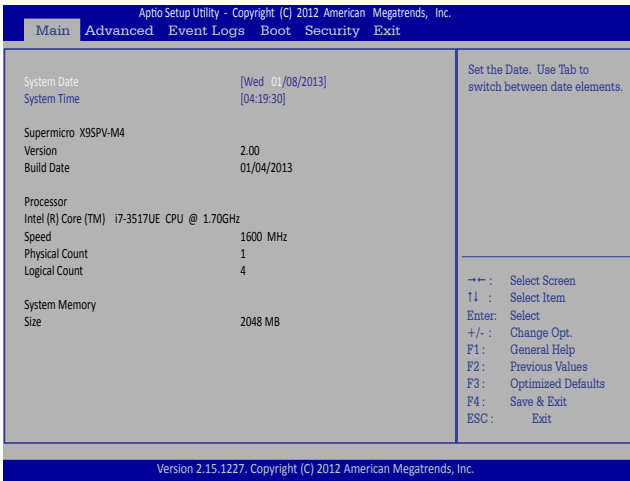 Aptio Setup Utility - Copyright (C) 2012 American Megatrends, Inc.
Main Advanced Event Logs Boot Security Exit
System Date [Wed 01/08/2013]
System Time [04:19:30]
Supermicro X9SPV-M4
Version 2.00
Build Date 01/04/2013
Processor
Intel (R) Core (TM) i7-3517UE CPU @ 1.70GHz
Speed 1600 MHz
Physical Count 1
Logical Count 4
System Memory
Size 2048 MB
Set the Date. Use Tab to
switch between date elements.
→← : Select Screen
↑↓ : Select Item
Enter: Select
+/- : Change Opt.
F1 : General Help
F2 : Previous Values
F3 : Optimized Defaults
F4 : Save & Exit
ESC : Exit
Version 2.15.1227. Copyright (C) 2012 American Megatrends, Inc.